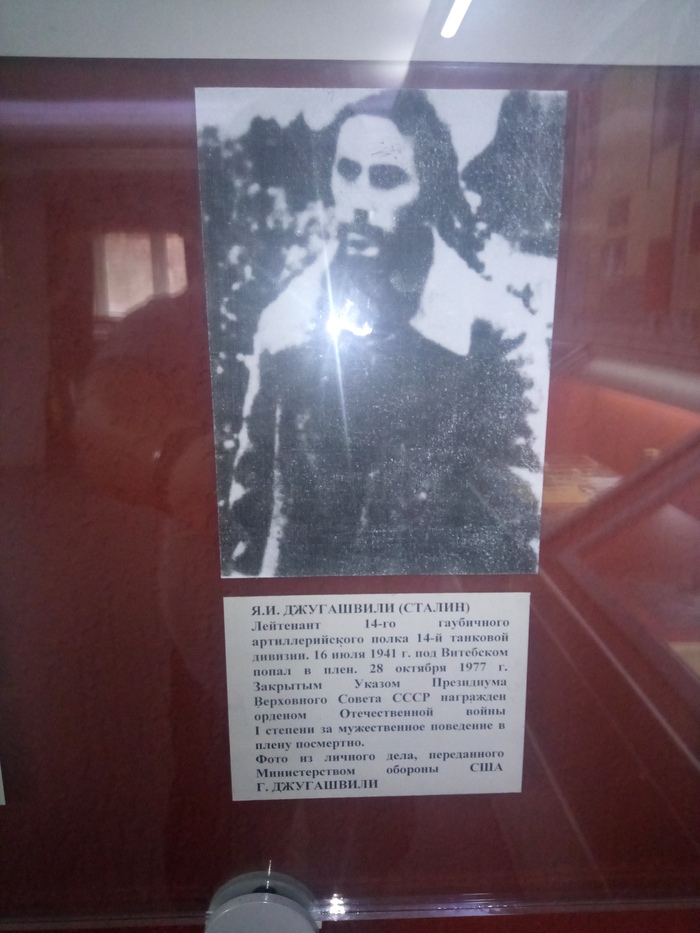 Я.И. ДЖУГАШВИЛИ (СТАЛИН)
Лейтенант 14-го гаубичного
артиллерийского полка 14-й танковой
дивизии. 16 июля 1941 г. под Витебском
попал в плен. 28 октября 1977 г.
Закрытым Указом Президиума
Верховного Совета СССР награжден
орденом Отечественной войны
I степени за мужественное поведение в
плену посмертно.
Фото из личного дела, переданного
Министерством обороны США
Г. ДЖУГАШВИЛИ